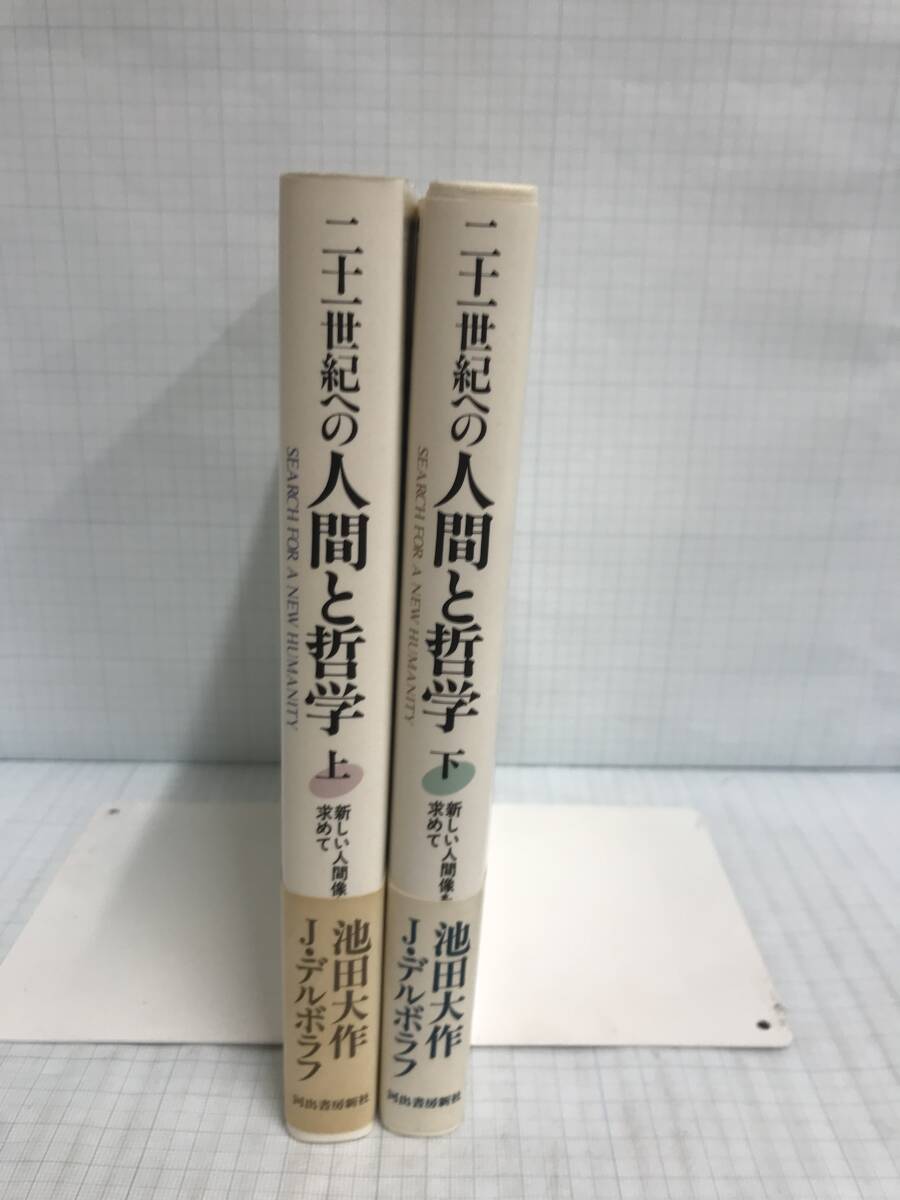 二十一世紀への人間と哲学 上
SEARCH FOR A NEW HUMANITY
新しい人間像
求めて
池田大作
J・デルボラフ
河出書房新社
二十一世紀への人間と哲学 下
SEARCH FOR A NEW HUMANITY
新しい人間像を
求めて
池田大作
J・デルボラフ
河出書房新社